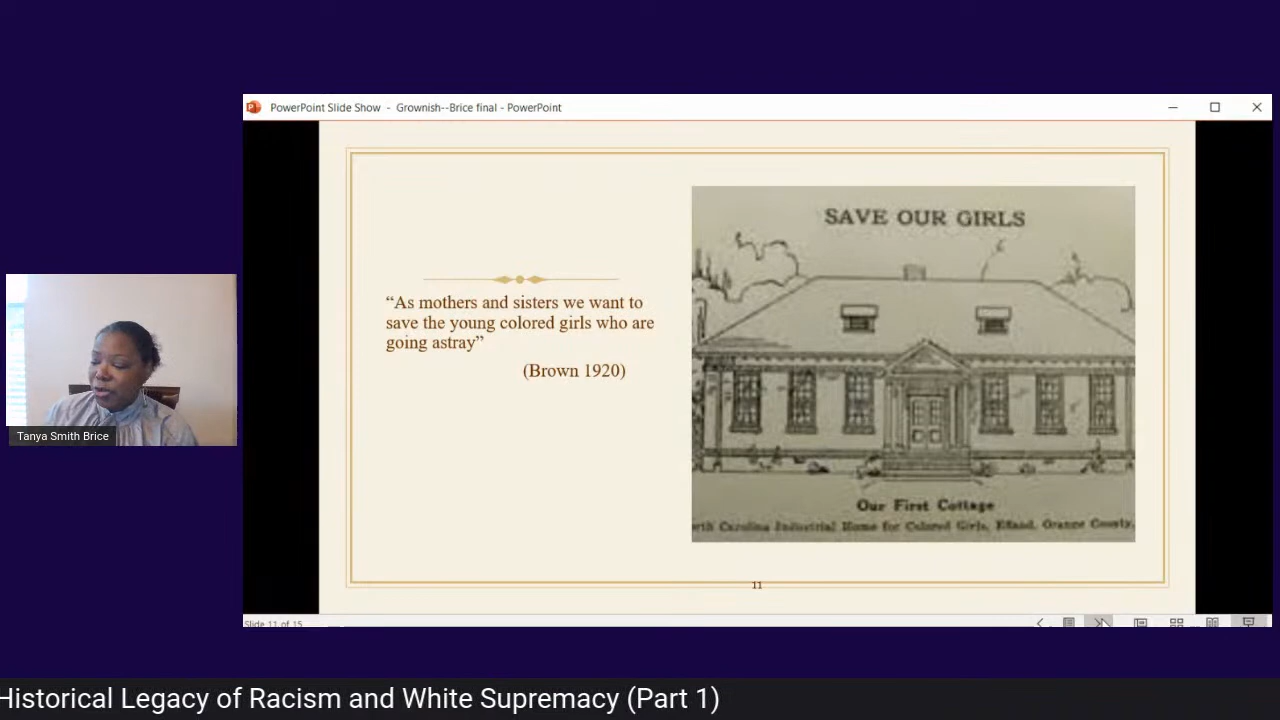 PowerPoint Slide Show - Grownish--Brice final - PowerPoint
SAVE OUR GIRLS
“As mothers and sisters we want to
save the young colored girls who are
going astray”
(Brown 1920)
Our First Cottage
rth Carolina Industrial Home for Colored Girls, Efland, Orange County,
11
Slide 11 of 15
Tanya Smith Brice
Historical Legacy of Racism and White Supremacy (Part 1)